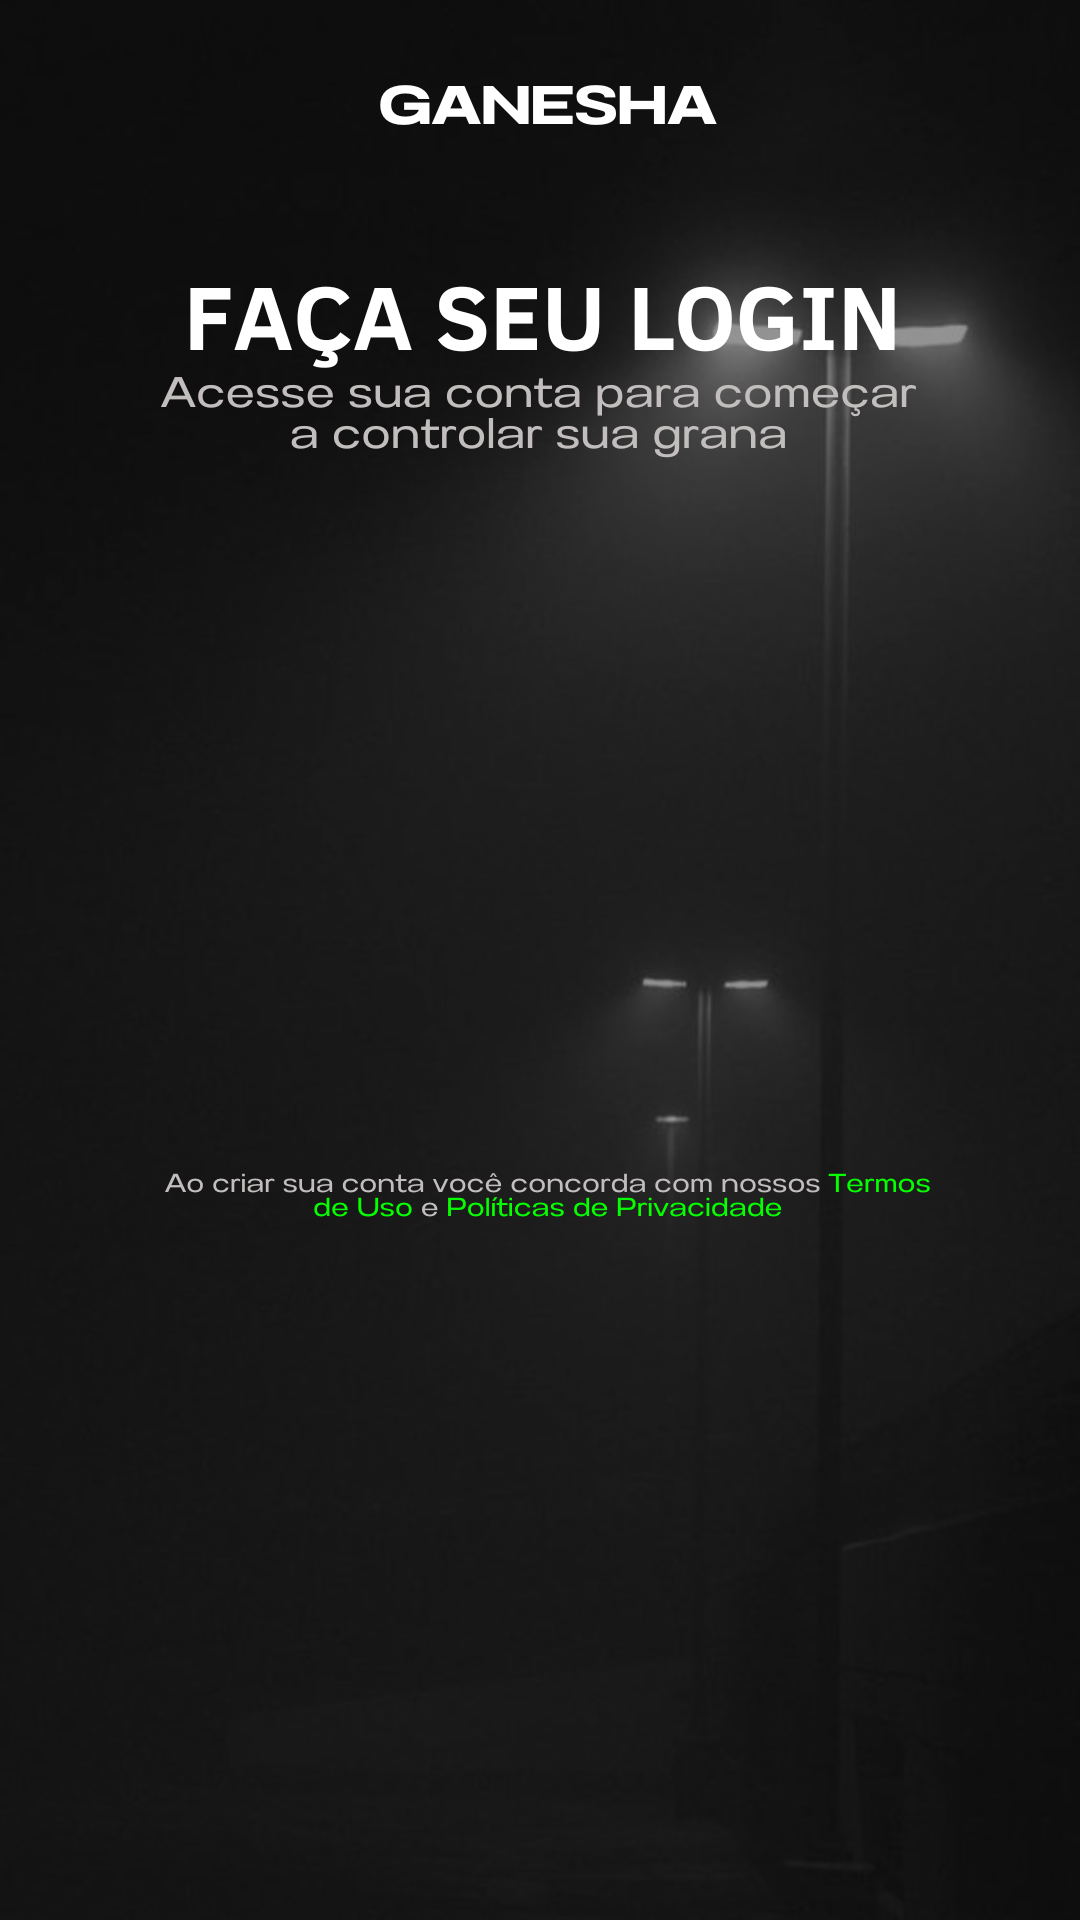 GANESHA
FAÇA SEU LOGIN
Acesse sua conta para começar
a controlar sua grana
Ao criar sua conta você concorda com nossos Termos
de Uso e Políticas de Privacidade